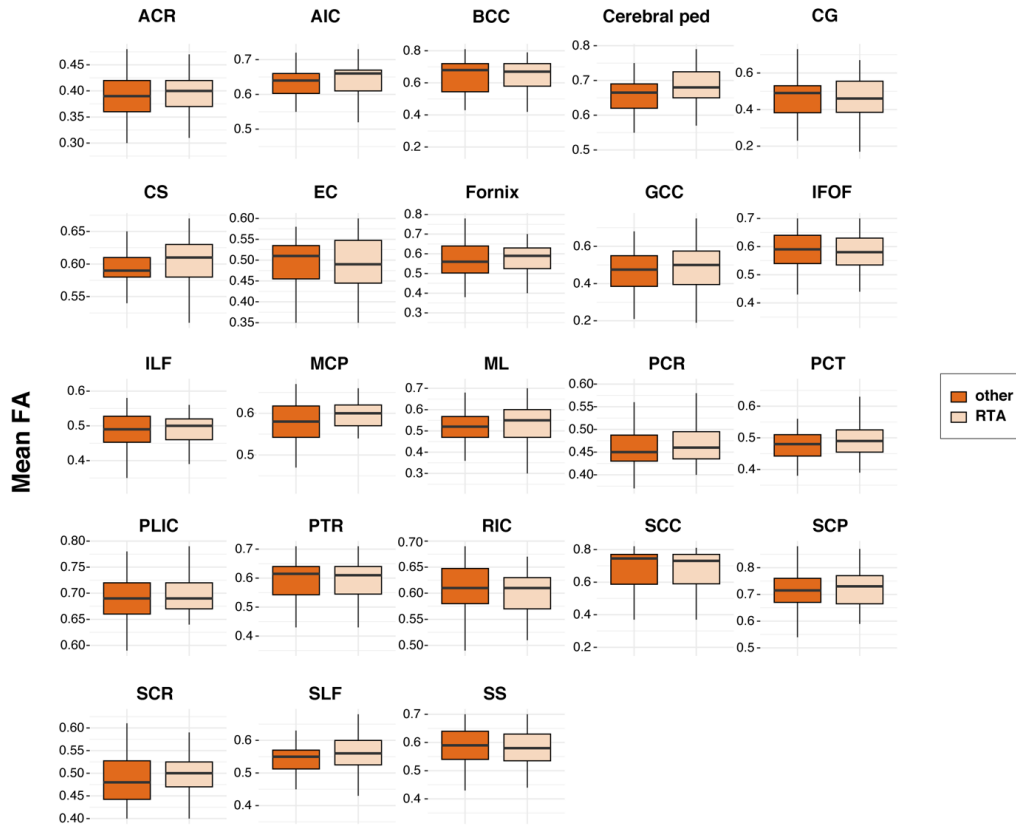 ACR AIC BCC Cerebral ped CG
0.45- 0.7- 0.8- 0.8- 0.6-
0.40- 0.6- 0.7- 0.4-
0.35- 0.4- 0.6-
0.30- 0.5- 0.2- 0.5- 0.2-
CS EC Fornix GCC IFOF
0.65- 0.60- 0.8- 0.6- 0.7-
0.60- 0.55- 0.7- 0.4- 0.6-
0.55- 0.50- 0.6- 0.2- 0.5-
0.45- 0.5- 0.4-
0.40- 0.4-
0.35- 0.3-
ILF MCP ML PCR PCT
0.6- 0.6- 0.7- 0.60- 0.6-
0.5- 0.5- 0.6- 0.55- 0.5-
0.4- 0.5- 0.50- 0.4-
0.4- 0.45-
0.3- 0.40-
Mean FA
other
RTA
PLIC PTR RIC SCC SCP
0.80- 0.7- 0.70- 0.8- 0.8-
0.75- 0.6- 0.65- 0.6- 0.7-
0.70- 0.5- 0.60- 0.4- 0.6-
0.65- 0.4- 0.55- 0.2- 0.5-
0.60- 0.50-
SCR SLF SS
0.60- 0.6- 0.7-
0.55- 0.5- 0.6-
0.50- 0.4- 0.5-
0.45- 0.4-
0.40-